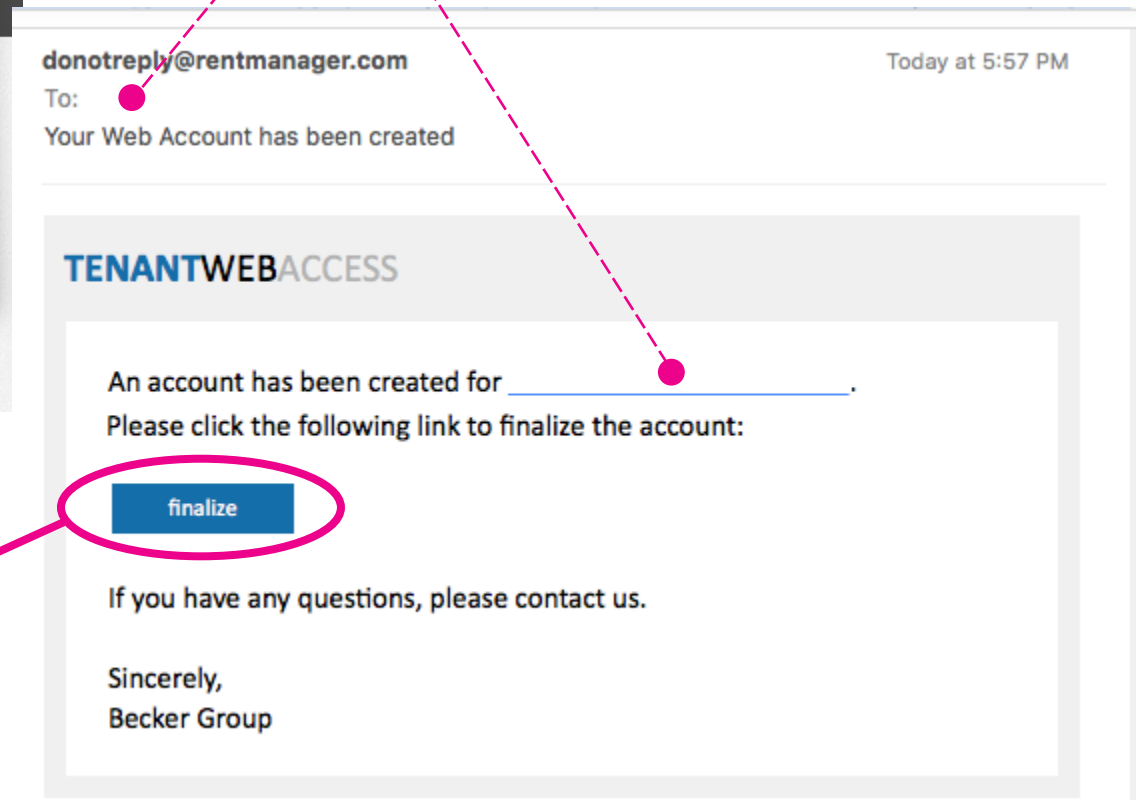 donotreply@rentmanager.com
Today at 5:57 PM
To:
Your Web Account has been created
TENANTWEBACCESS
An account has been created for .
Please click the following link to finalize the account:
finalize
If you have any questions, please contact us.
Sincerely,
Becker Group